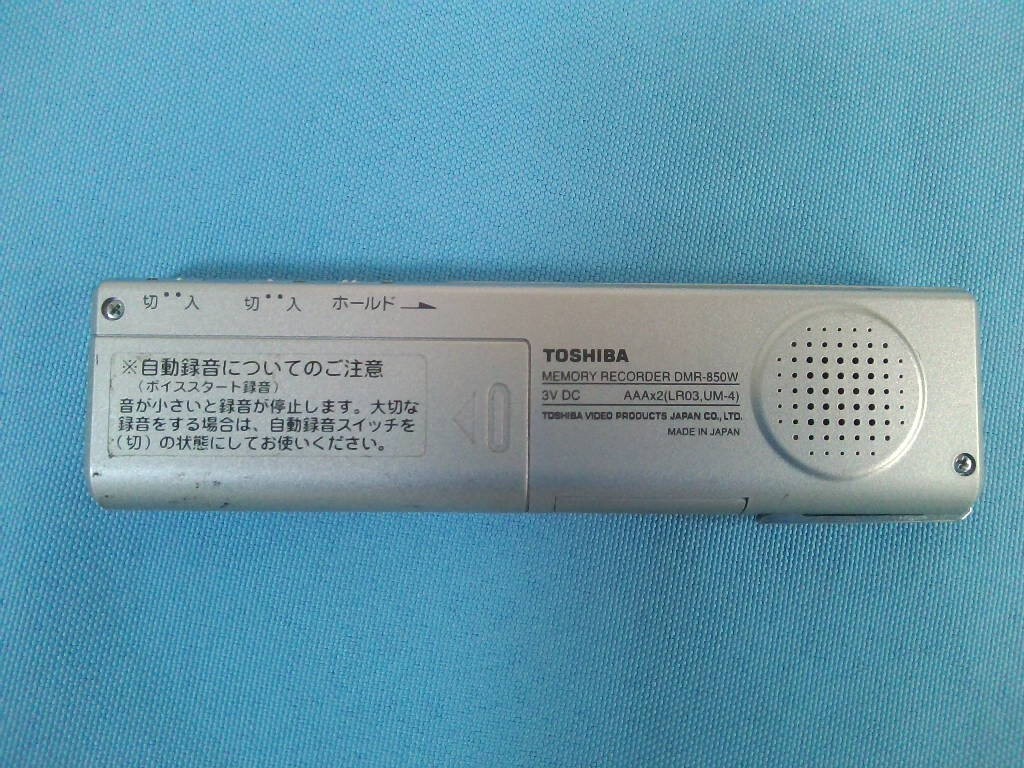 切 入 切 入 ホールド
※自動録音についてのご注意
(ボイススタート録音)
音が小さいと録音が停止します。大切な
録音をする場合は、自動録音スイッチを
(切)の状態にしてお使いください。
TOSHIBA
MEMORY RECORDER DMR-850W
3V DC AAAx2(LR03,UM-4)
TOSHIBA VIDEO PRODUCTS JAPAN CO., LTD.
MADE IN JAPAN